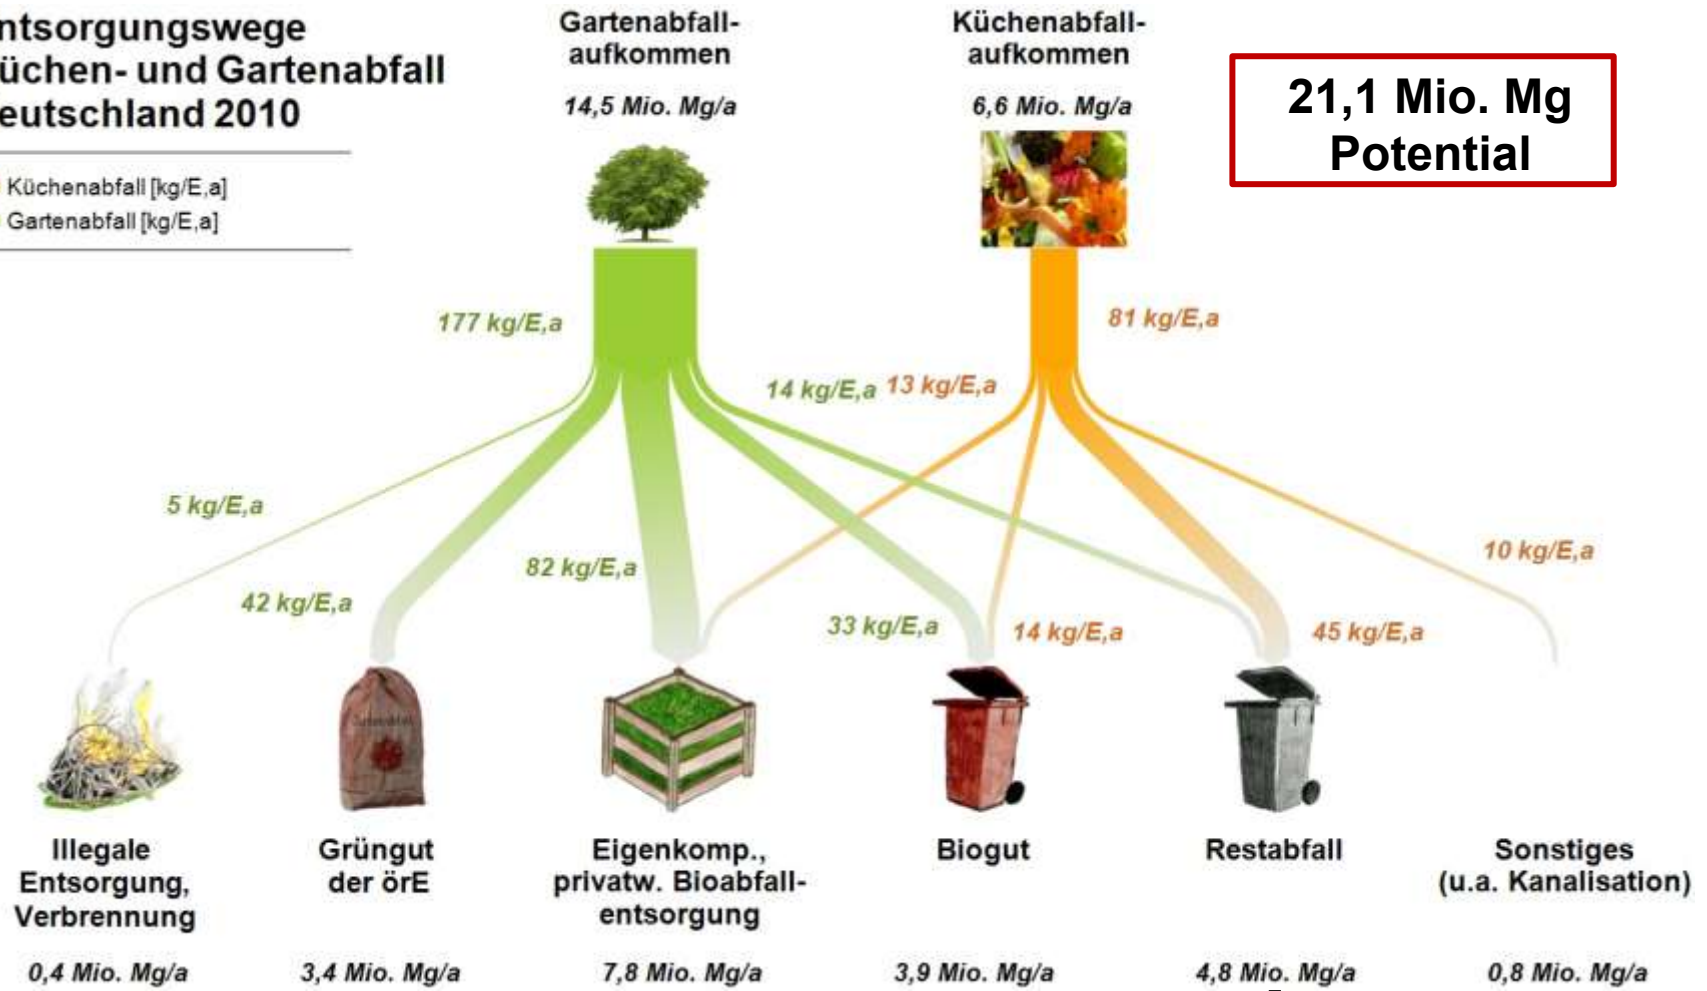 ntsorgungswege
üchen- und Gartenabfall
eutschland 2010
Küchenabfall [kg/E,a]
Gartenabfall [kg/E,a]
Gartenabfall-
aufkommen
14,5 Mio. Mg/a
Küchenabfall-
aufkommen
6,6 Mio. Mg/a
21,1 Mio. Mg
Potential
177 kg/E,a
81 kg/E,a
14 kg/E,a
13 kg/E,a
5 kg/E,a
42 kg/E,a
82 kg/E,a
33 kg/E,a
14 kg/E,a
45 kg/E,a
10 kg/E,a
Illegale
Entsorgung,
Verbrennung
0,4 Mio. Mg/a
Grüngut
der örE
3,4 Mio. Mg/a
Eigenkomp.,
privatw. Bioabfall-
entsorgung
7,8 Mio. Mg/a
Biogut
3,9 Mio. Mg/a
Restabfall
4,8 Mio. Mg/a
Sonstiges
(u.a. Kanalisation)
0,8 Mio. Mg/a